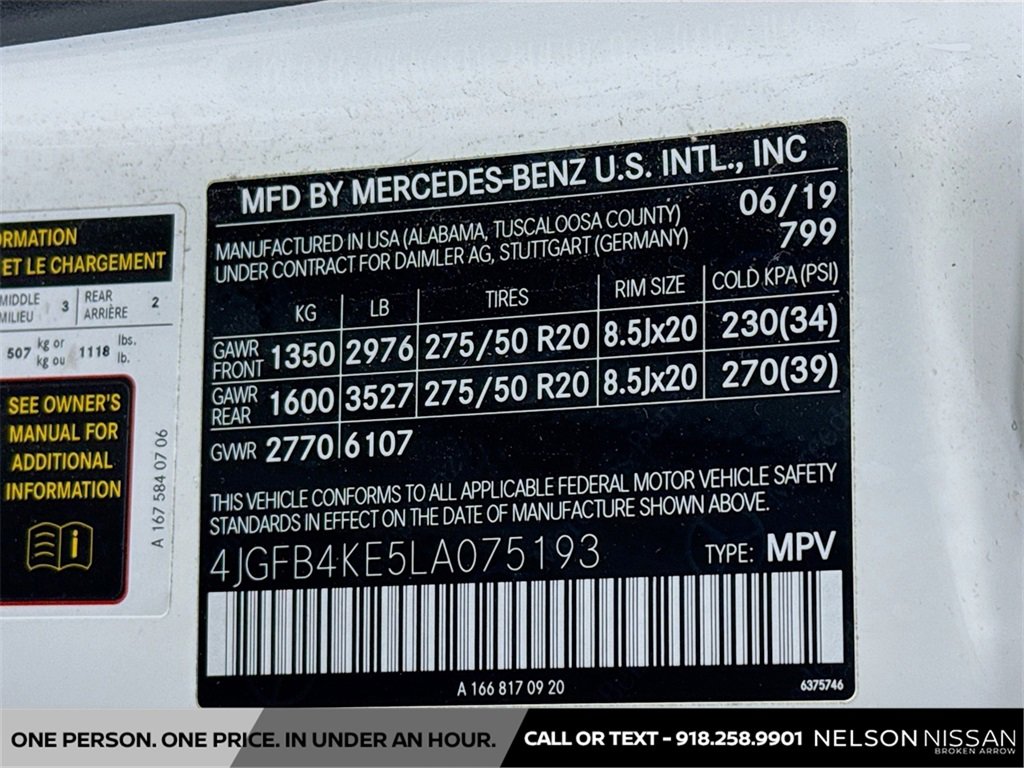 MFD BY MERCEDES-BENZ U.S. INTL., INC
06/19
MANUFACTURED IN USA (ALABAMA, TUSCALOOSA COUNTY)
UNDER CONTRACT FOR DAIMLER AG, STUTTGART (GERMANY)
799
KG LB TIRES RIM SIZE COLD KPA (PSI)
GAWR FRONT 1350 2976 275/50 R20 8.5Jx20 230(34)
GAWR REAR 1600 3527 275/50 R20 8.5Jx20 270(39)
GVWR 2770 6107
THIS VEHICLE CONFORMS TO ALL APPLICABLE FEDERAL MOTOR VEHICLE SAFETY
STANDARDS IN EFFECT ON THE DATE OF MANUFACTURE SHOWN ABOVE.
4JGFB4KE5LA075193 TYPE: MPV
A 166 817 09 20
6375746
ORMATION
ET LE CHARGEMENT
MIDDLE
MILIEU
3
REAR
ARRIÈRE
2
507 kg or
kg ou
1118 lbs.
lb.
SEE OWNER'S
MANUAL FOR
ADDITIONAL
INFORMATION
i
A 167 584 07 06
ONE PERSON. ONE PRICE. IN UNDER AN HOUR.
CALL OR TEXT - 918.258.9901
NELSON NISSAN
BROKEN ARROW